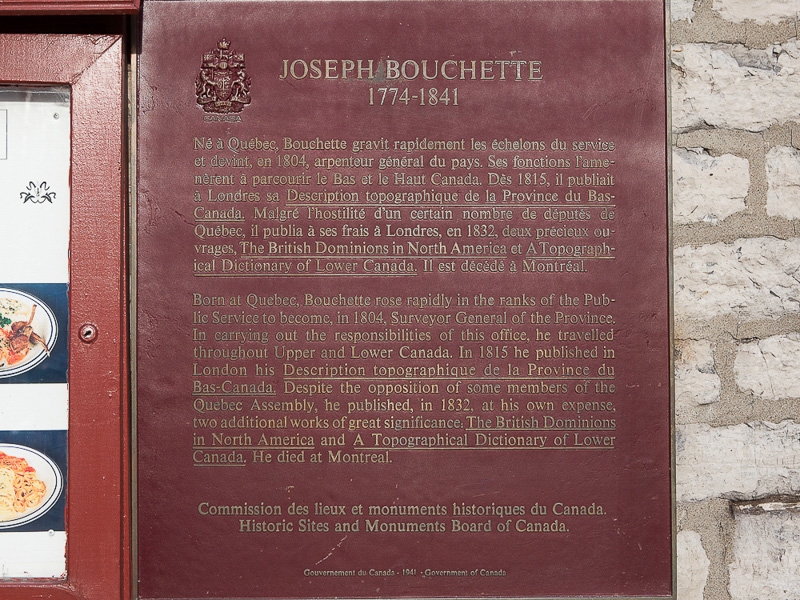 CANADA
JOSEPH BOUCHETTE
1774-1841
Né à Québec, Bouchette gravit rapidement les échelons du service
et devint, en 1804, arpenteur général du pays. Ses fonctions l'ame-
nèrent à parcourir le Bas et le Haut Canada. Dès 1815, il publiait
à Londres sa Description topographique de la Province du Bas-
Canada. Malgré l'hostilité d'un certain nombre de députés de
Québec, il publia à ses frais à Londres, en 1832, deux précieux ou-
vrages, The British Dominions in North America et A Topograph-
ical Dictionary of Lower Canada. Il est décédé à Montréal.
Born at Quebec, Bouchette rose rapidly in the ranks of the Pub-
lic Service to become, in 1804, Surveyor General of the Province.
In carrying out the responsibilities of this office, he travelled
throughout Upper and Lower Canada. In 1815 he published in
London his Description topographique de la Province du
Bas-Canada. Despite the opposition of some members of the
Quebec Assembly, he published, in 1832, at his own expense,
two additional works of great significance, The British Dominions
in North America and A Topographical Dictionary of Lower
Canada. He died at Montreal.
Commission des lieux et monuments historiques du Canada.
Historic Sites and Monuments Board of Canada.
Gouvernement du Canada - 1941 - Government of Canada